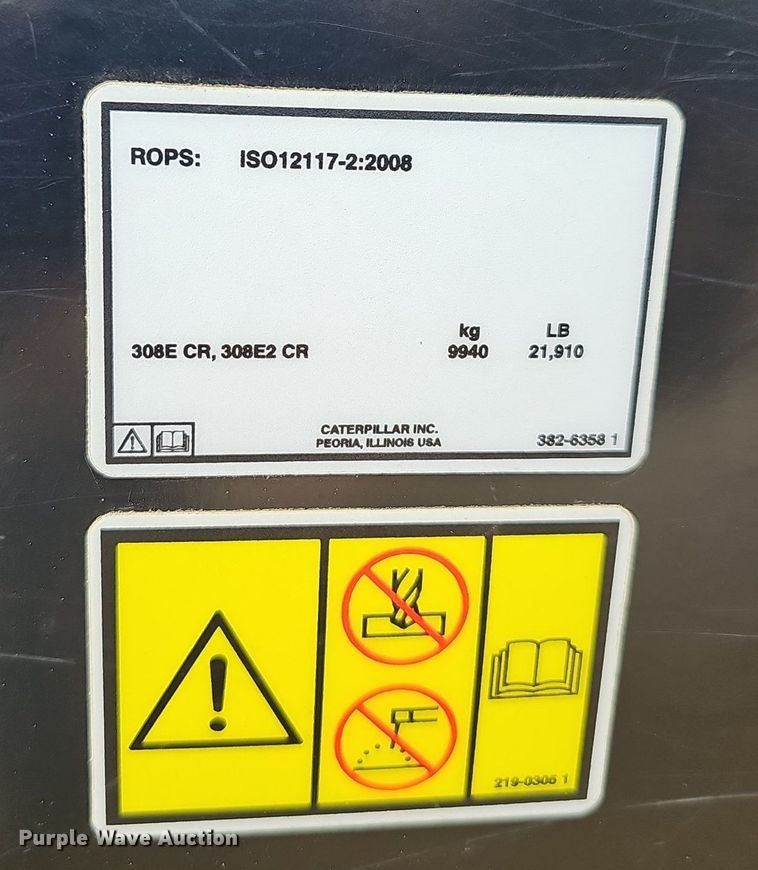 ROPS: ISO12117-2:2008
kg LB
308E CR, 308E2 CR 9940 21,910
CATERPILLAR INC.
PEORIA, ILLINOIS USA
382-6358 1
219-0305 1
Purple Wave Auction